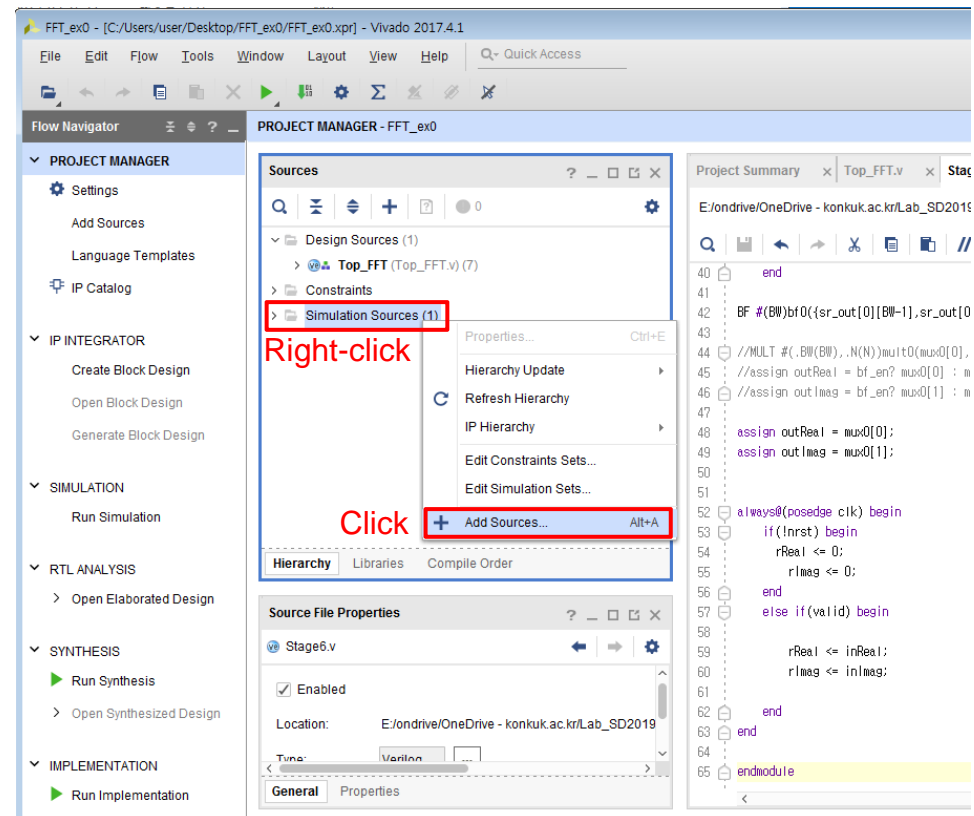 FFT_ex0 - [C:/Users/user/Desktop/FFT_ex0/FFT_ex0.xpr] - Vivado 2017.4.1
File Edit Flow Tools Window Layout View Help Quick Access
Flow Navigator
PROJECT MANAGER
Settings
Add Sources
Language Templates
IP Catalog
IP INTEGRATOR
Create Block Design
Open Block Design
Generate Block Design
SIMULATION
Run Simulation
RTL ANALYSIS
Open Elaborated Design
SYNTHESIS
Run Synthesis
Open Synthesized Design
IMPLEMENTATION
Run Implementation
PROJECT MANAGER - FFT_ex0
Sources
0
Design Sources (1)
Top_FFT (Top_FFT.v) (7)
Constraints
Simulation Sources (1)
Right-click
Properties... Ctrl+E
Hierarchy Update
Refresh Hierarchy
IP Hierarchy
Edit Constraints Sets...
Edit Simulation Sets...
Click
Add Sources... Alt+A
Hierarchy Libraries Compile Order
Source File Properties
Stage6.v
Enabled
Location: E:/ondrive/OneDrive - konkuk.ac.kr/Lab_SD2019
Type: Verilog ...
General Properties
Project Summary Top_FFT.v Stag
E:/ondrive/OneDrive - konkuk.ac.kr/Lab_SD2019
40 end
41
42 BF #(BW)bf0({sr_out[0][BW-1],sr_out[0
43
44 //MULT #(.BW(BW),.N(N))mult0(mux0[0],
45 //assign outReal = bf_en? mux0[0] : m
46 //assign outImag = bf_en? mux0[1] : m
47
48 assign outReal = mux0[0];
49 assign outImag = mux0[1];
50
51
52 always@(posedge clk) begin
53 if(!nrst) begin
54 rReal <= 0;
55 rImag <= 0;
56 end
57 else if(valid) begin
58
59 rReal <= inReal;
60 rImag <= inImag;
61
62 end
63 end
64
65 endmodule